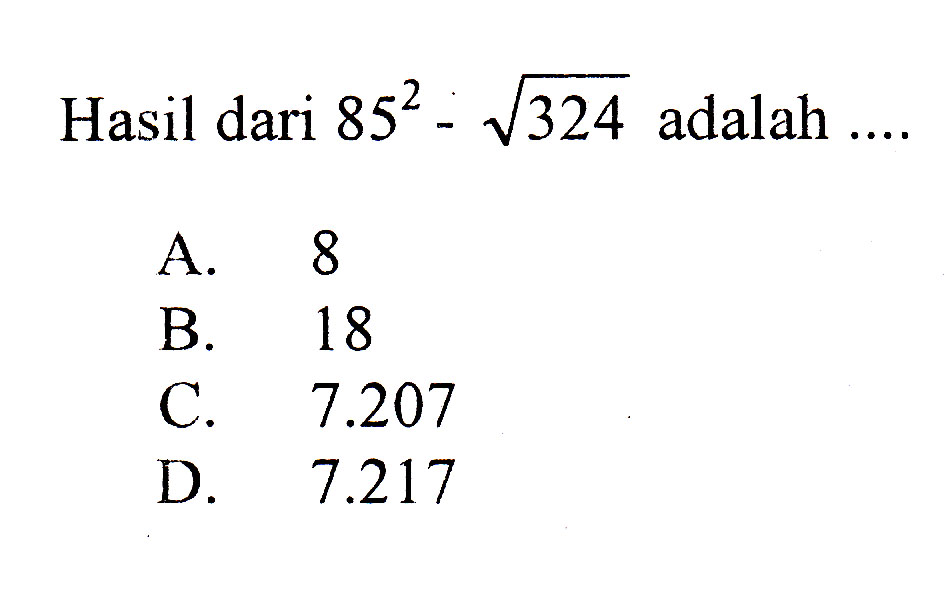 Hasil dari 85² - √324 adalah ....
A. 8
B. 18
C. 7.207
D. 7.217